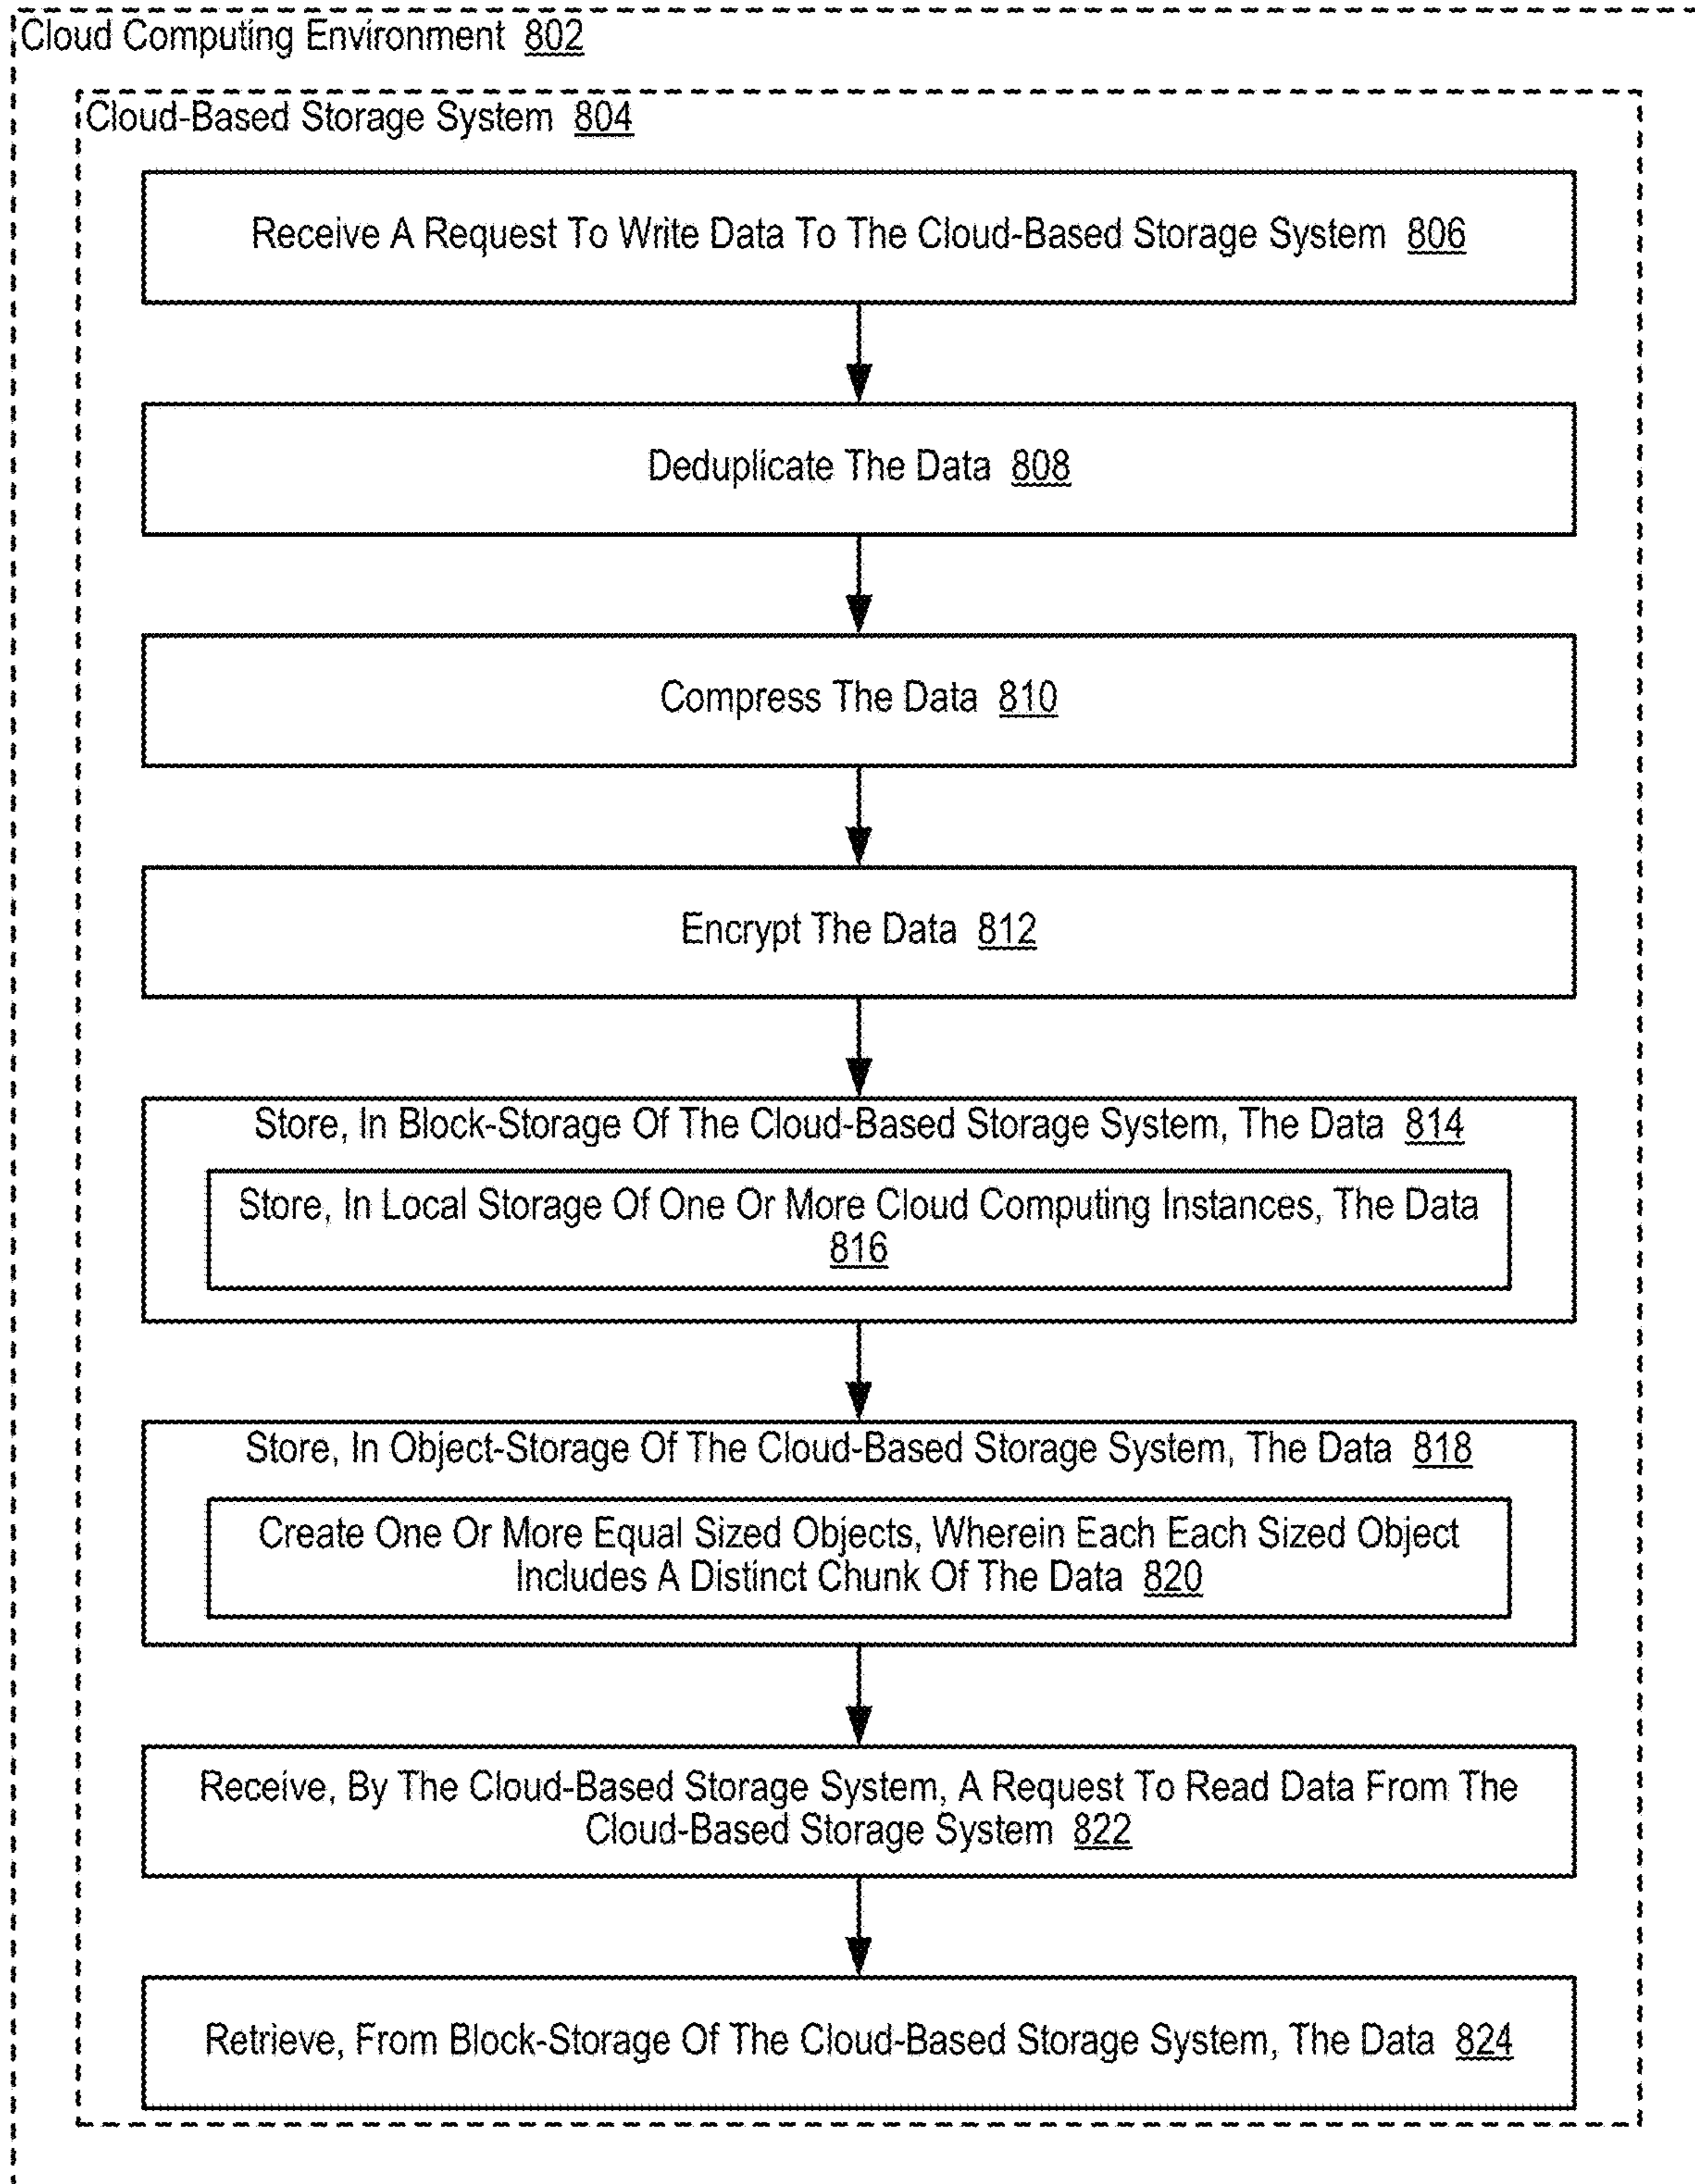 Cloud Computing Environment 802
Cloud-Based Storage System 804
Receive A Request To Write Data To The Cloud-Based Storage System 806
Deduplicate The Data 808
Compress The Data 810
Encrypt The Data 812
Store, In Block-Storage Of The Cloud-Based Storage System, The Data 814
Store, In Local Storage Of One Or More Cloud Computing Instances, The Data
816
Store, In Object-Storage Of The Cloud-Based Storage System, The Data 818
Create One Or More Equal Sized Objects, Wherein Each Each Sized Object
Includes A Distinct Chunk Of The Data 820
Receive, By The Cloud-Based Storage System, A Request To Read Data From The
Cloud-Based Storage System 822
Retrieve, From Block-Storage Of The Cloud-Based Storage System, The Data 824